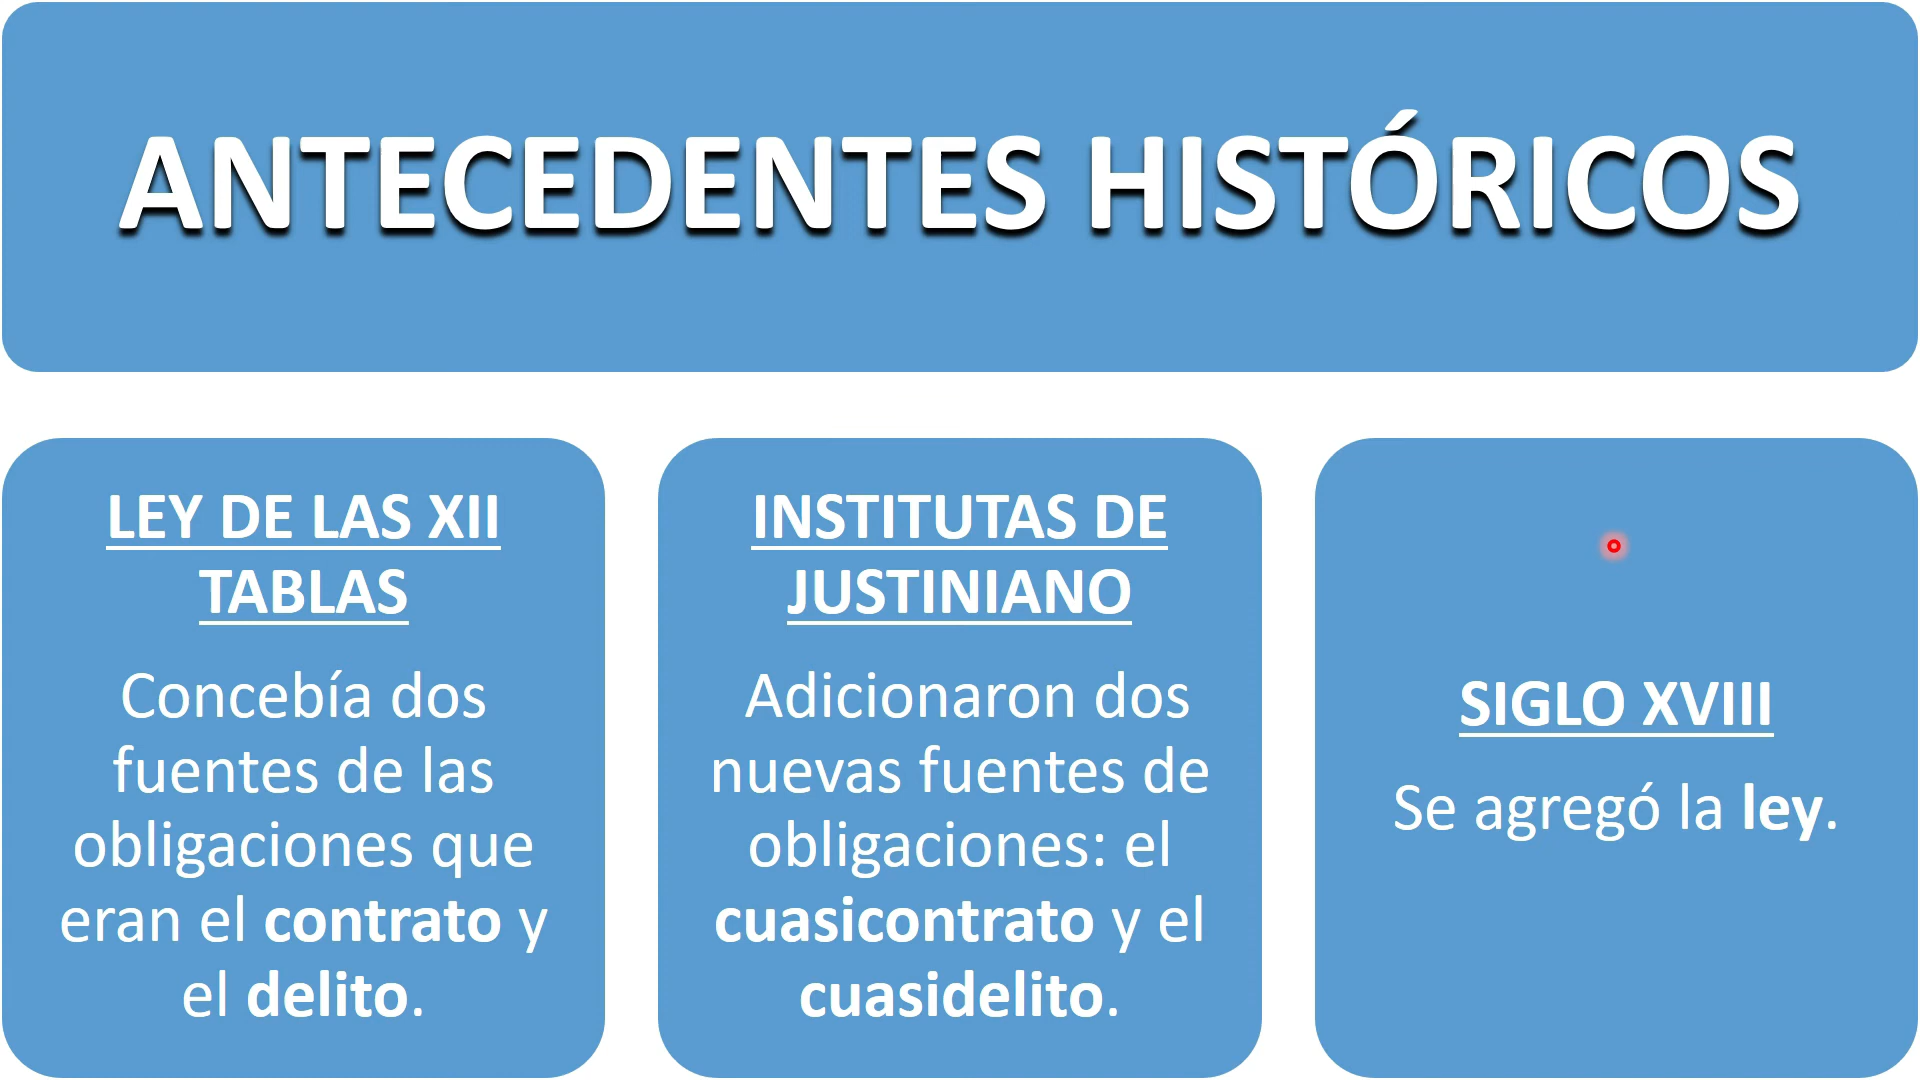 ANTECEDENTES HISTÓRICOS
LEY DE LAS XII
TABLAS
Concebía dos
fuentes de las
obligaciones que
eran el contrato y
el delito.
INSTITUTAS DE
JUSTINIANO
Adicionaron dos
nuevas fuentes de
obligaciones: el
cuasicontrato y el
cuasidelito.
SIGLO XVIII
Se agregó la ley.